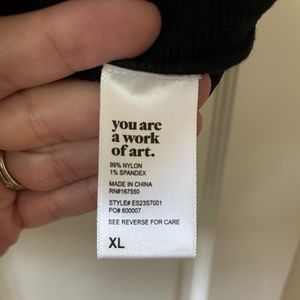 you are
a work
of art.
99% NYLON
1% SPANDEX
MADE IN CHINA
RN#167550
STYLE# ES23S7001
PO# 600007
SEE REVERSE FOR CARE
XL